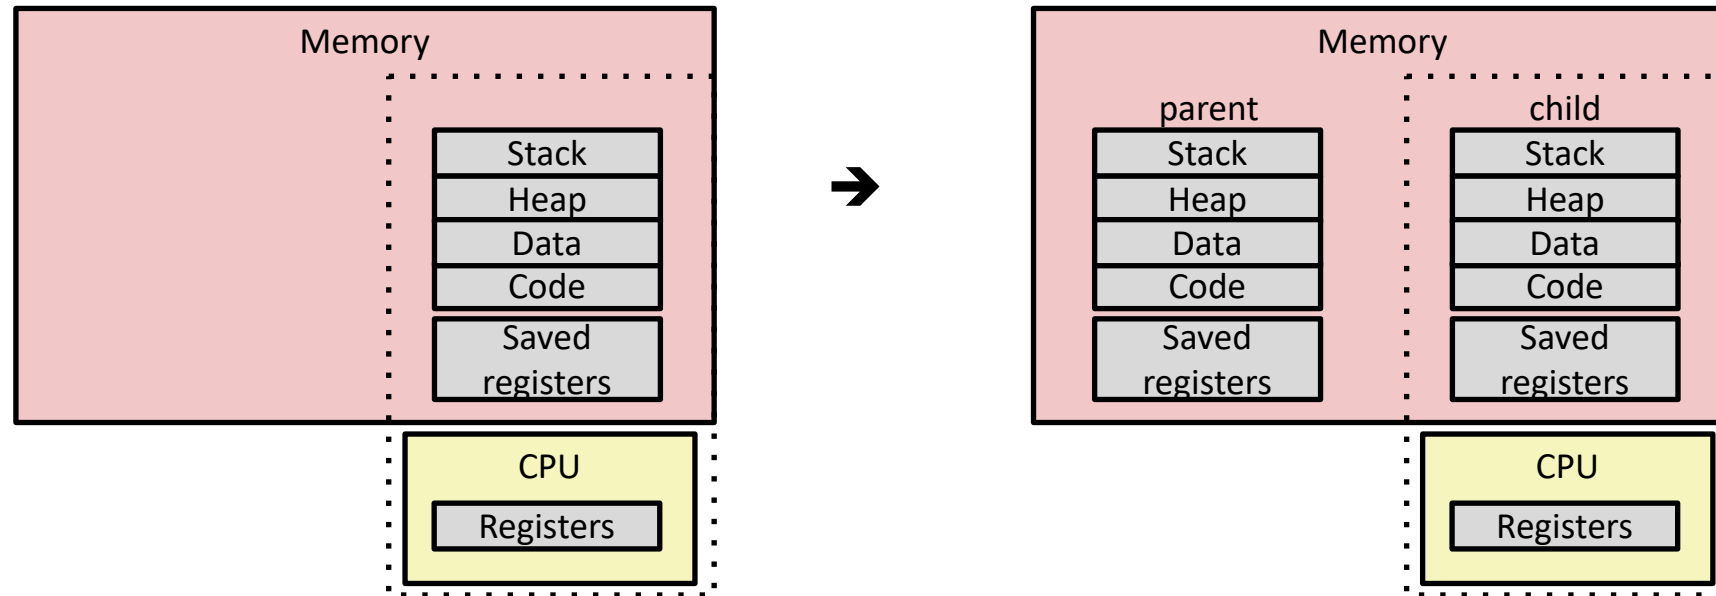 Memory
Stack
Heap
Data
Code
Saved
registers
CPU
Registers
➔
Memory
parent
Stack
Heap
Data
Code
Saved
registers
child
Stack
Heap
Data
Code
Saved
registers
CPU
Registers